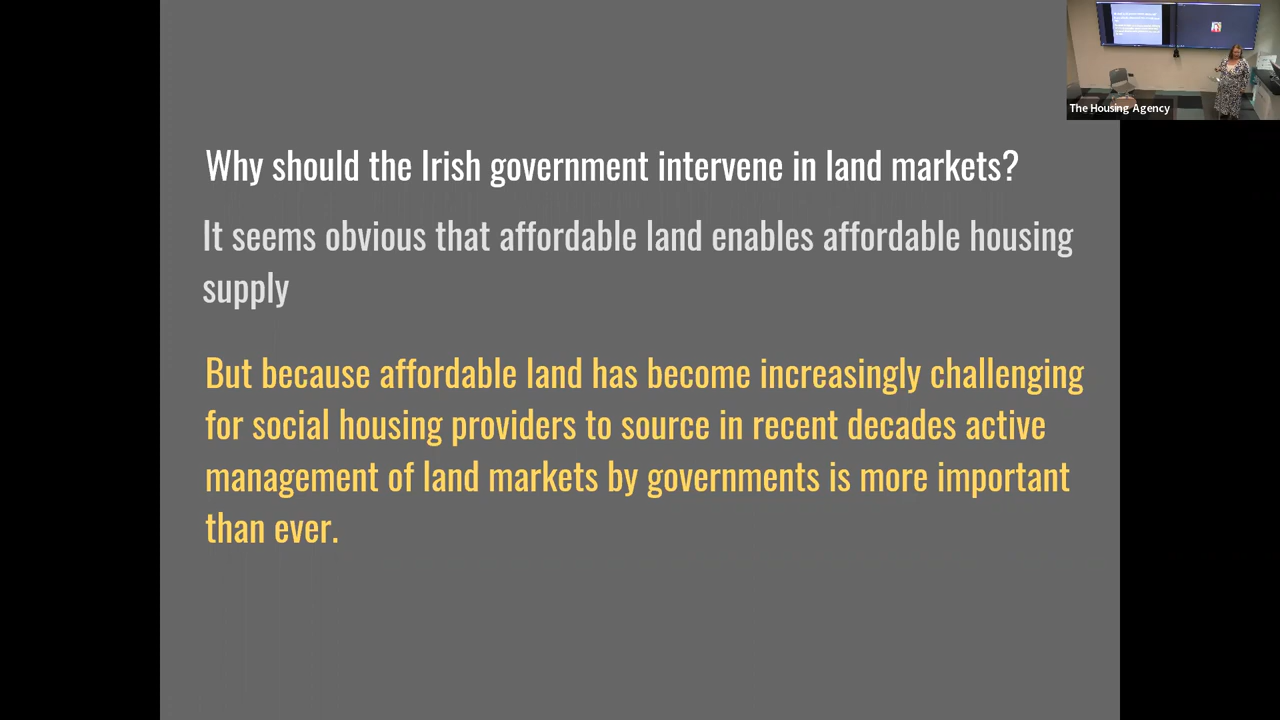 The Housing Agency
Why should the Irish government intervene in land markets?
It seems obvious that affordable land enables affordable housing
supply
But because affordable land has become increasingly challenging
for social housing providers to source in recent decades active
management of land markets by governments is more important
than ever.